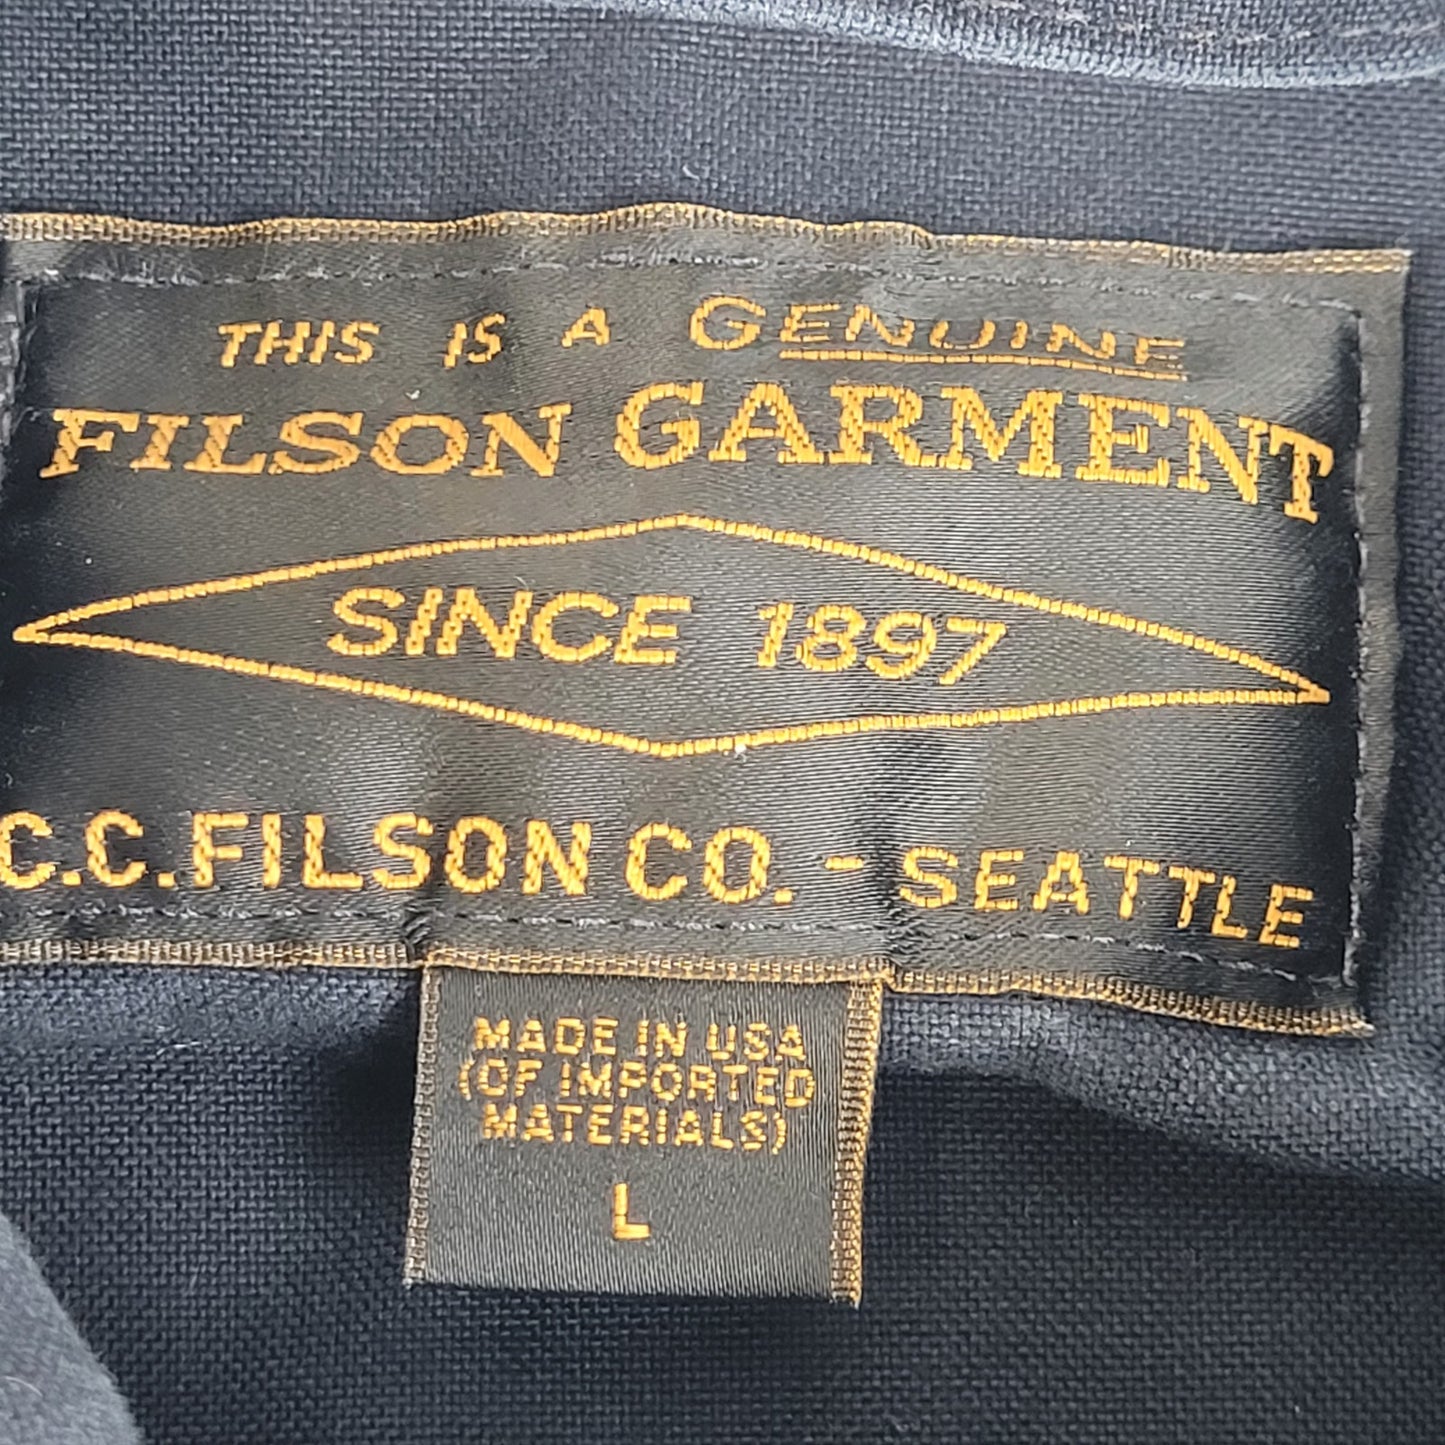 THIS IS A GENUINE
FILSON GARMENT
SINCE 1897
C.C.FILSON CO. - SEATTLE
MADE IN USA
(OF IMPORTED
MATERIALS)
L